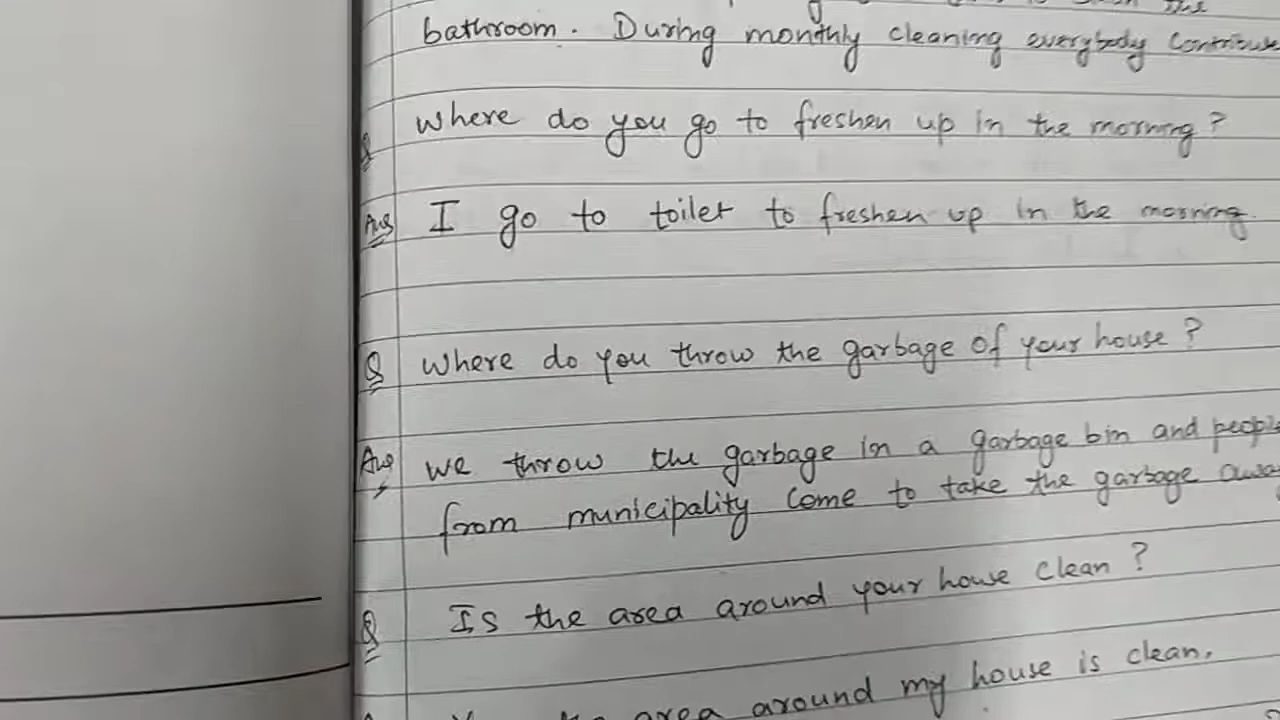 the
bathroom. During monthly cleaning everybody
Q Where do you go to freshen up in the morning?
Ans I go to toilet to freshen up in the morning.
Q Where do you throw the garbage of your house?
Ans we throw the garbage in a garbage bin and
from municipality come to take the garbage
Q Is the area around your house clean?
area around my house is clean.